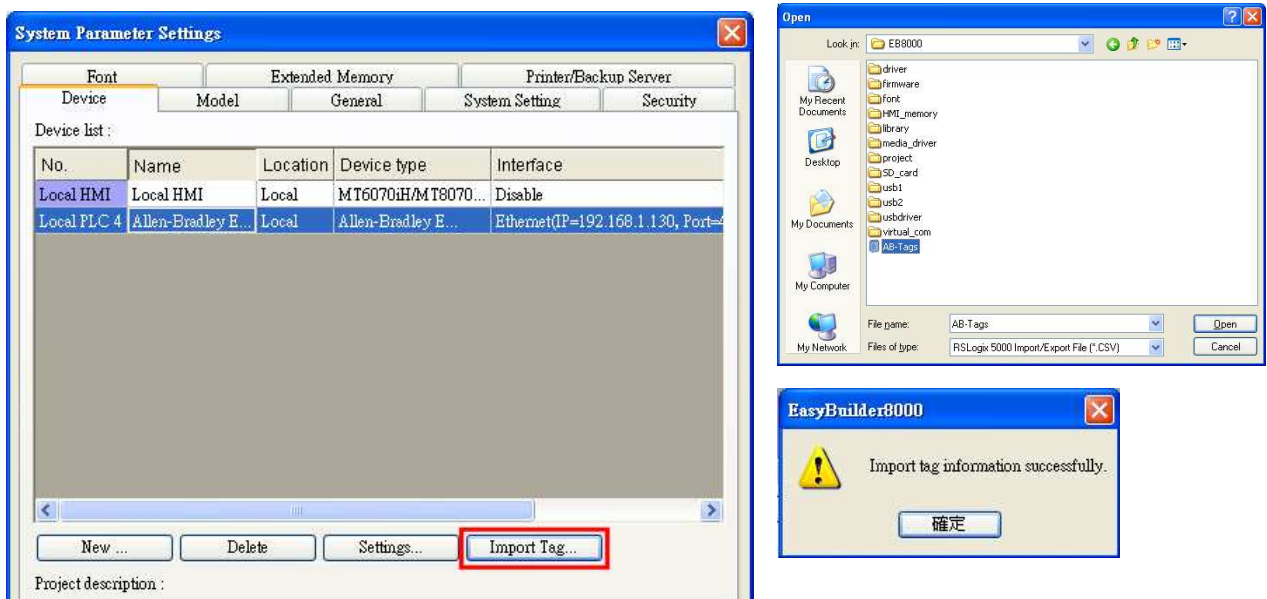 System Parameter Settings
Font Extended Memory Printer/Backup Server
Device Model General System Setting Security
Device list :
No. Name Location Device type Interface
Local HMI Local HMI Local MT6070iH/MT8070... Disable
Local PLC 4 Allen-Bradley E... Local Allen-Bradley E... Ethernet(IP=192.168.1.130, Port=4
New ... Delete Settings... Import Tag...
Project description :
Open
Look in: EB8000
My Recent Documents
Desktop
My Documents
My Computer
My Network
driver
firmware
font
HMI_memory
library
media_driver
project
SD_card
usb1
usb2
usbdriver
virtual_com
AB-Tags
File name: AB-Tags Open
Files of type: RSLogix 5000 Import/Export File (*.CSV) Cancel
EasyBuilder8000
Import tag information successfully.
確定